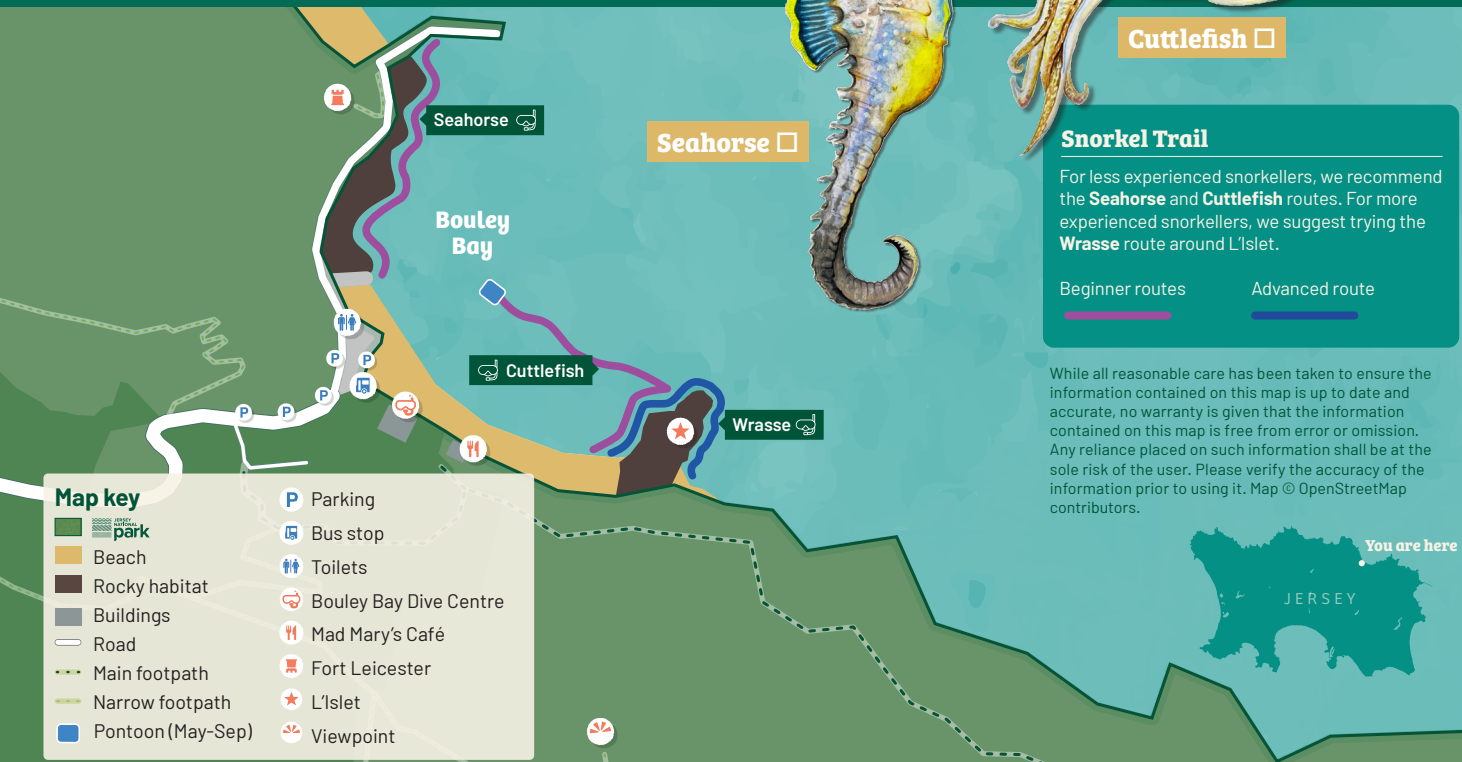 Cuttlefish
Seahorse
Seahorse
Bouley
Bay
Cuttlefish
Wrasse
P
P
P
P
P
Snorkel Trail
For less experienced snorkellers, we recommend
the Seahorse and Cuttlefish routes. For more
experienced snorkellers, we suggest trying the
Wrasse route around L'Islet.
Beginner routes
Advanced route
While all reasonable care has been taken to ensure the
information contained on this map is up to date and
accurate, no warranty is given that the information
contained on this map is free from error or omission.
Any reliance placed on such information shall be at the
sole risk of the user. Please verify the accuracy of the
information prior to using it. Map © OpenStreetMap
contributors.
You are here
JERSEY
Map key
JERSEY
NATIONAL
park
Beach
Rocky habitat
Buildings
Road
Main footpath
Narrow footpath
Pontoon (May-Sep)
P Parking
Bus stop
Toilets
Bouley Bay Dive Centre
Mad Mary's Café
Fort Leicester
L'Islet
Viewpoint